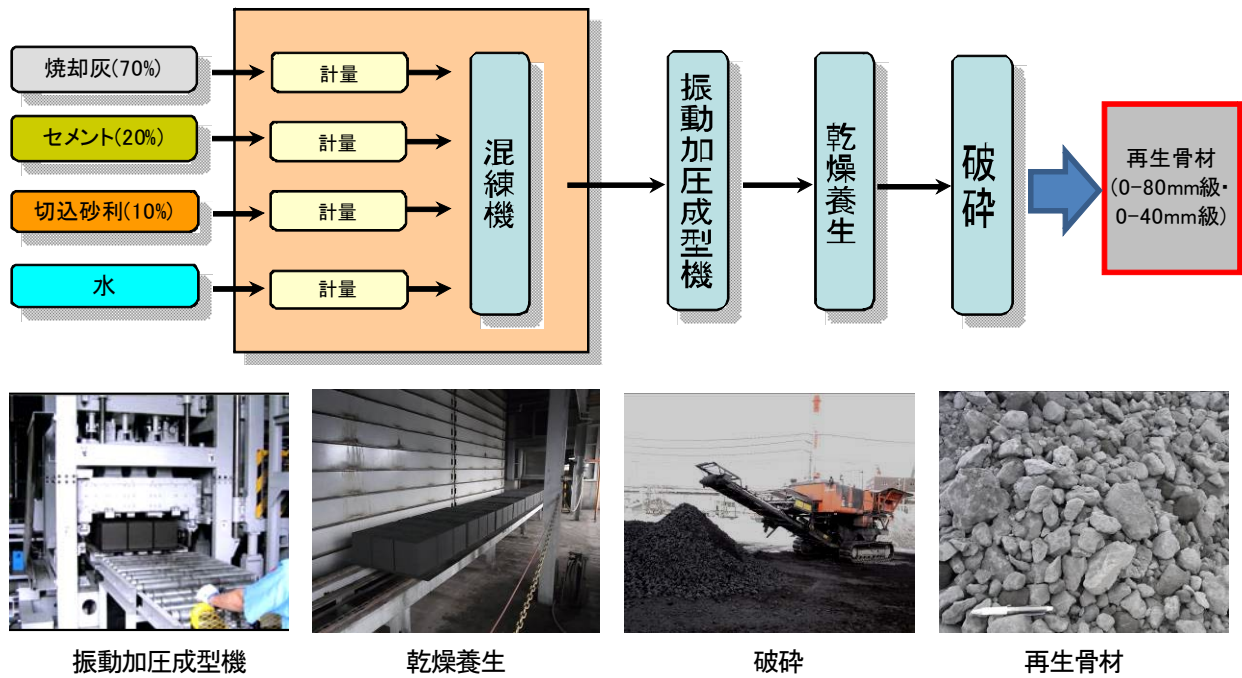 焼却灰(70%)
計量
セメント(20%)
計量
切込砂利(10%)
計量
水
計量
混練機
振動加圧成型機
乾燥養生
破砕
再生骨材
(0-80mm級・
0-40mm級)
振動加圧成型機
乾燥養生
破砕
再生骨材